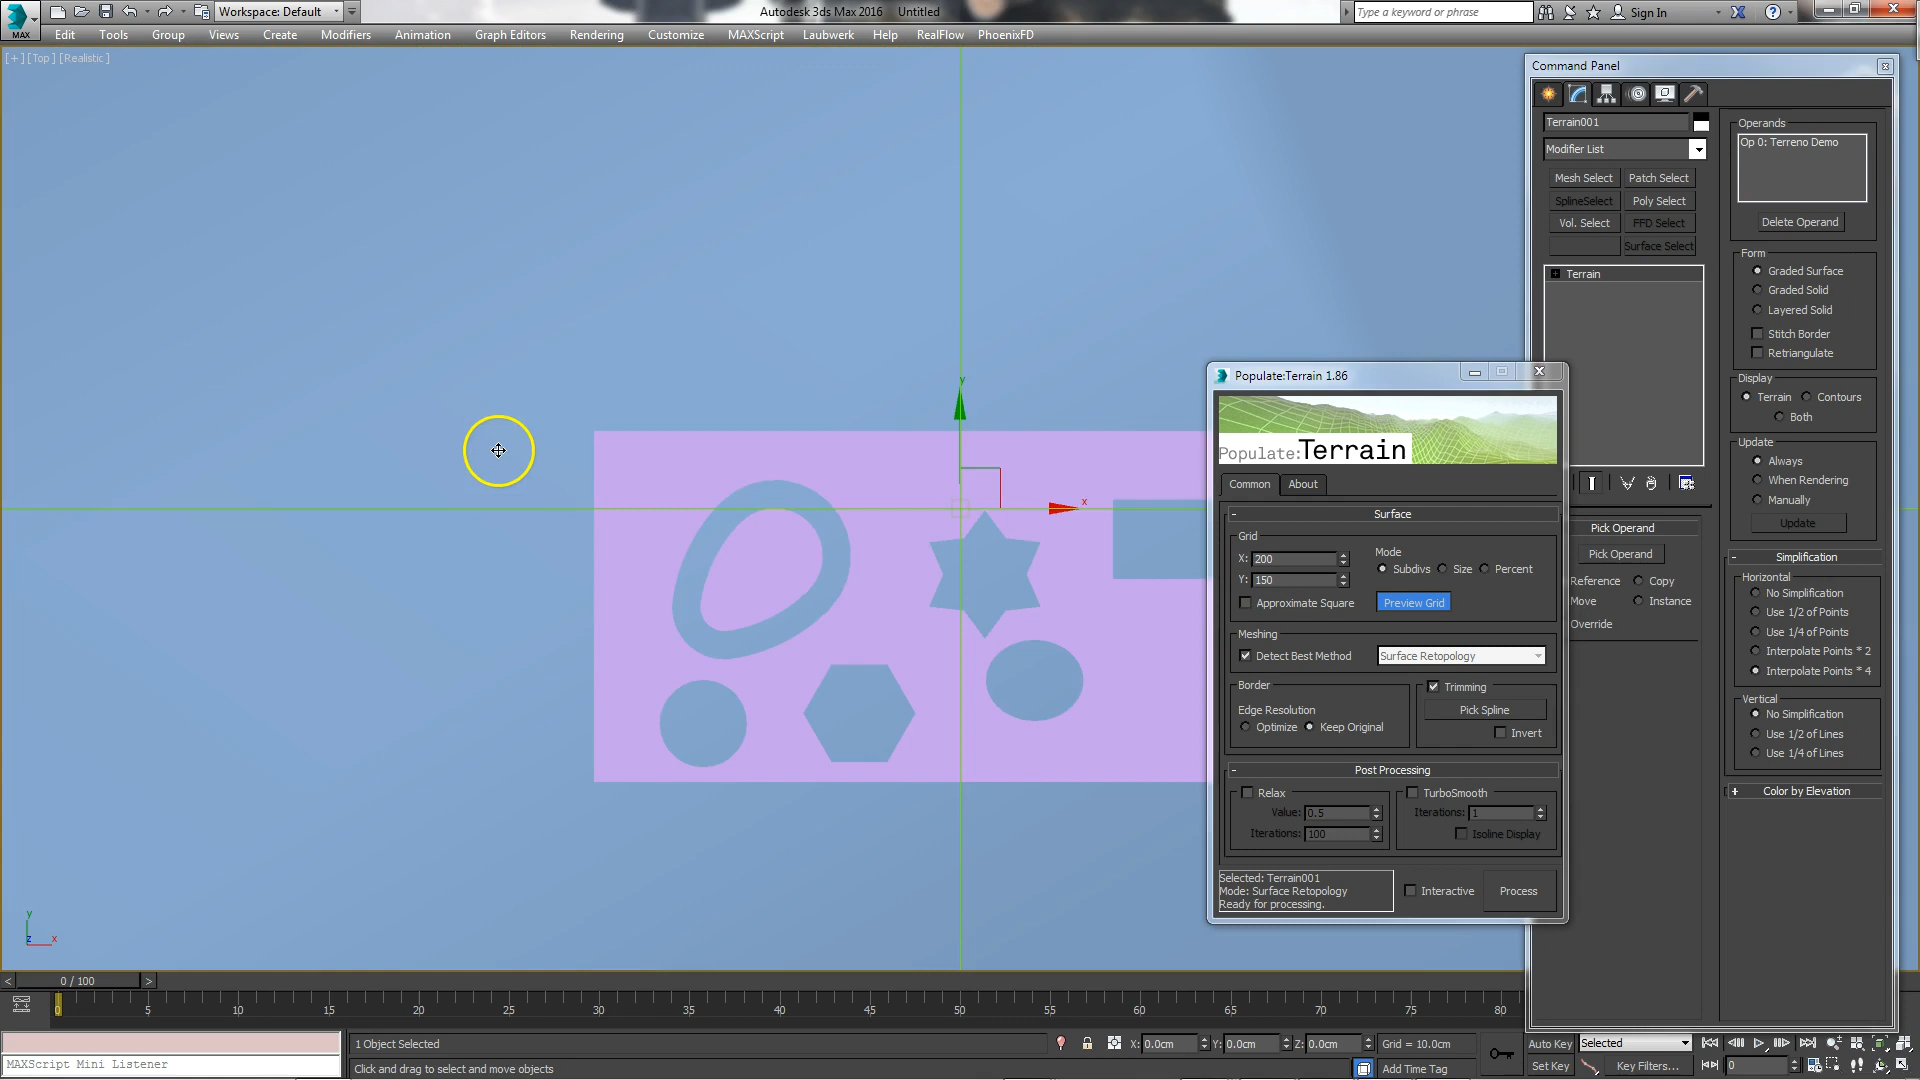 MAX
Workspace: Default
Autodesk 3ds Max 2016 Untitled
Type a keyword or phrase
Sign In
Edit Tools Group Views Create Modifiers Animation Graph Editors Rendering Customize MAXScript Laubwerk Help RealFlow PhoenixFD
[+] [Top] [Realistic]
y
x
y
z x
Command Panel
Terrain001
Modifier List
Mesh Select Patch Select
SplineSelect Poly Select
Vol. Select FFD Select
Surface Select
Terrain
Pick Operand
Pick Operand
Reference Copy
Move Instance
Override
Operands
Op 0: Terreno Demo
Delete Operand
Form
Graded Surface
Graded Solid
Layered Solid
Stitch Border
Retriangulate
Display
Terrain Contours
Both
Update
Always
When Rendering
Manually
Update
- Simplification
Horizontal
No Simplification
Use 1/2 of Points
Use 1/4 of Points
Interpolate Points * 2
Interpolate Points * 4
Vertical
No Simplification
Use 1/2 of Lines
Use 1/4 of Lines
+ Color by Elevation
Populate:Terrain 1.86
Populate:Terrain
Common About
- Surface
Grid
X: 200
Y: 150
Mode
Subdivs Size Percent
Approximate Square Preview Grid
Meshing
Detect Best Method Surface Retopology
Border
Edge Resolution
Optimize Keep Original
Trimming
Pick Spline
Invert
- Post Processing
Relax
Value: 0.5
Iterations: 100
TurboSmooth
Iterations: 1
Isoline Display
Selected: Terrain001
Mode: Surface Retopology
Ready for processing.
Interactive Process
< 0 / 100 >
0 5 10 15 20 25 30 35 40 45 50 55 60 65 70 75 80
MAXScript Mini Listener
1 Object Selected
Click and drag to select and move objects
X: 0.0cm Y: 0.0cm Z: 0.0cm Grid = 10.0cm
Add Time Tag
Auto Key Selected
Set Key Key Filters...
0